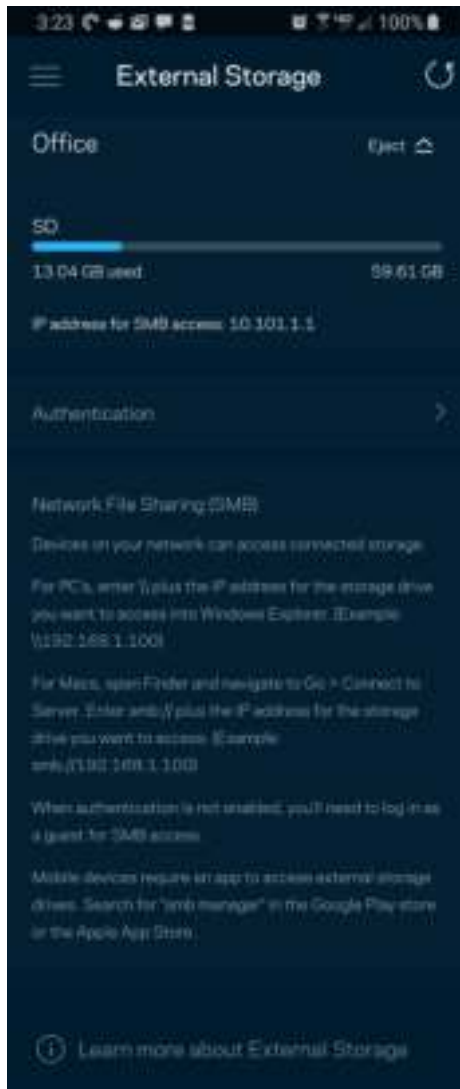 3:23
100%
External Storage
Office
Eject
SD
13.04 GB used
59.61 GB
IP address for SMB access: 10.101.1.1
Authentication
Network File Sharing (SMB)
Devices on your network can access connected storage.
For PC's, enter \\ plus the IP address for the storage drive
you want to access into Windows Explorer. (Example:
\\192.168.1.100)
For Macs, open Finder and navigate to Go > Connect to
Server. Enter smb:// plus the IP address for the storage
drive you want to access. (Example:
smb://192.168.1.100)
When authentication is not enabled, you'll need to log in as
a guest for SMB access.
Mobile devices require an app to access external storage
drives. Search for "smb manager" in the Google Play store
or the Apple App Store.
Learn more about External Storage